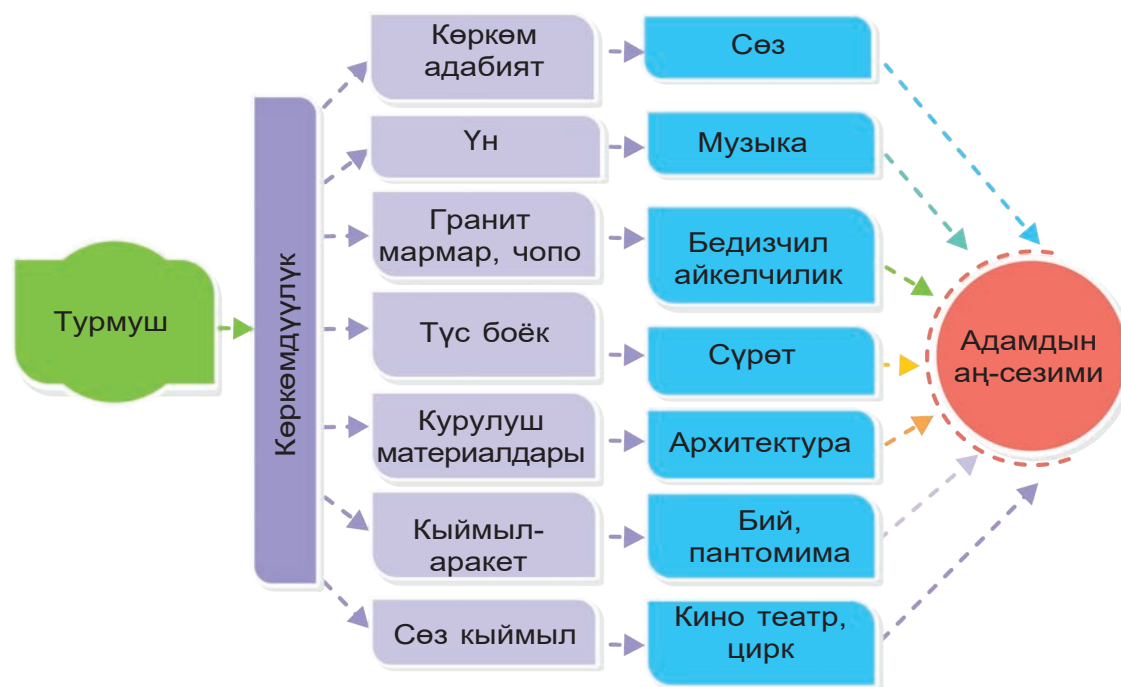 Турмуш
Көркөмдүүлүк
Көркөм
адабият
Сөз
Үн
Музыка
Гранит
мармар, чопо
Бедизчил
айкелчилик
Түс боёк
Сүрөт
Курулуш
материалдары
Архитектура
Кыймыл-
аракет
Бий,
пантомима
Сөз кыймыл
Кино театр,
цирк
Адамдын
аң-сезими